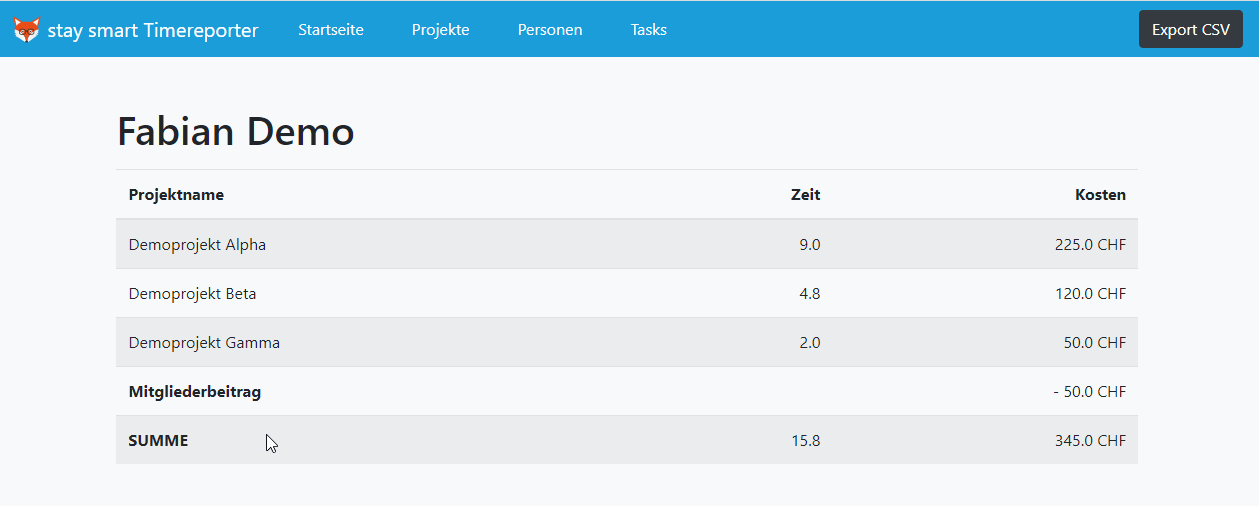 stay smart Timereporter Startseite Projekte Personen Tasks Export CSV
Fabian Demo
Projektname Zeit Kosten
Demoprojekt Alpha 9.0 225.0 CHF
Demoprojekt Beta 4.8 120.0 CHF
Demoprojekt Gamma 2.0 50.0 CHF
Mitgliederbeitrag - 50.0 CHF
SUMME 15.8 345.0 CHF